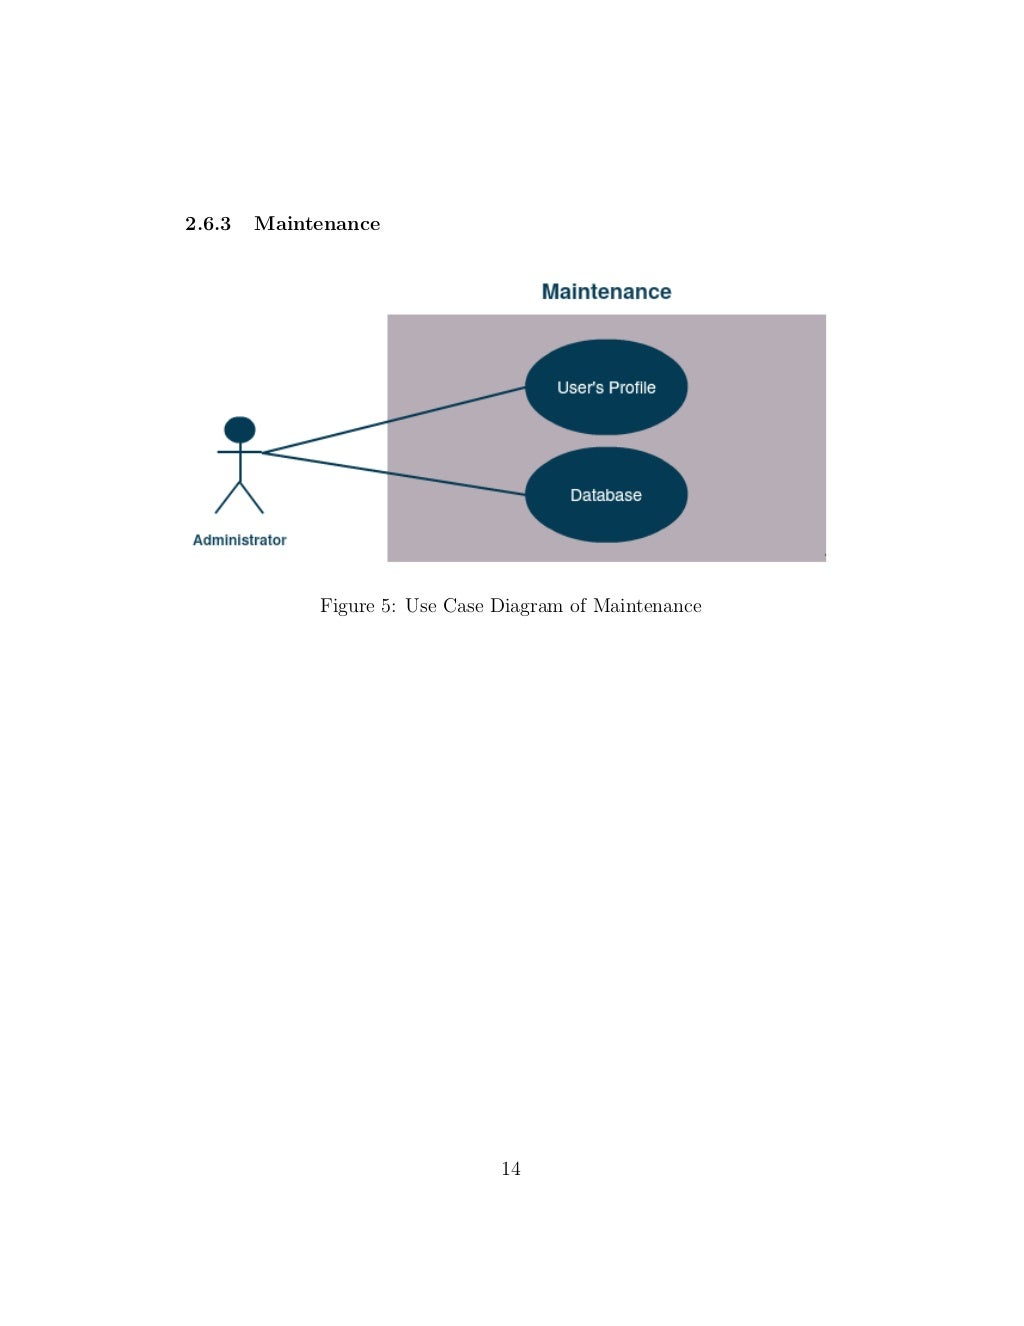 2.6.3 Maintenance
Maintenance
User's Profile
Database
Administrator
Figure 5: Use Case Diagram of Maintenance
14